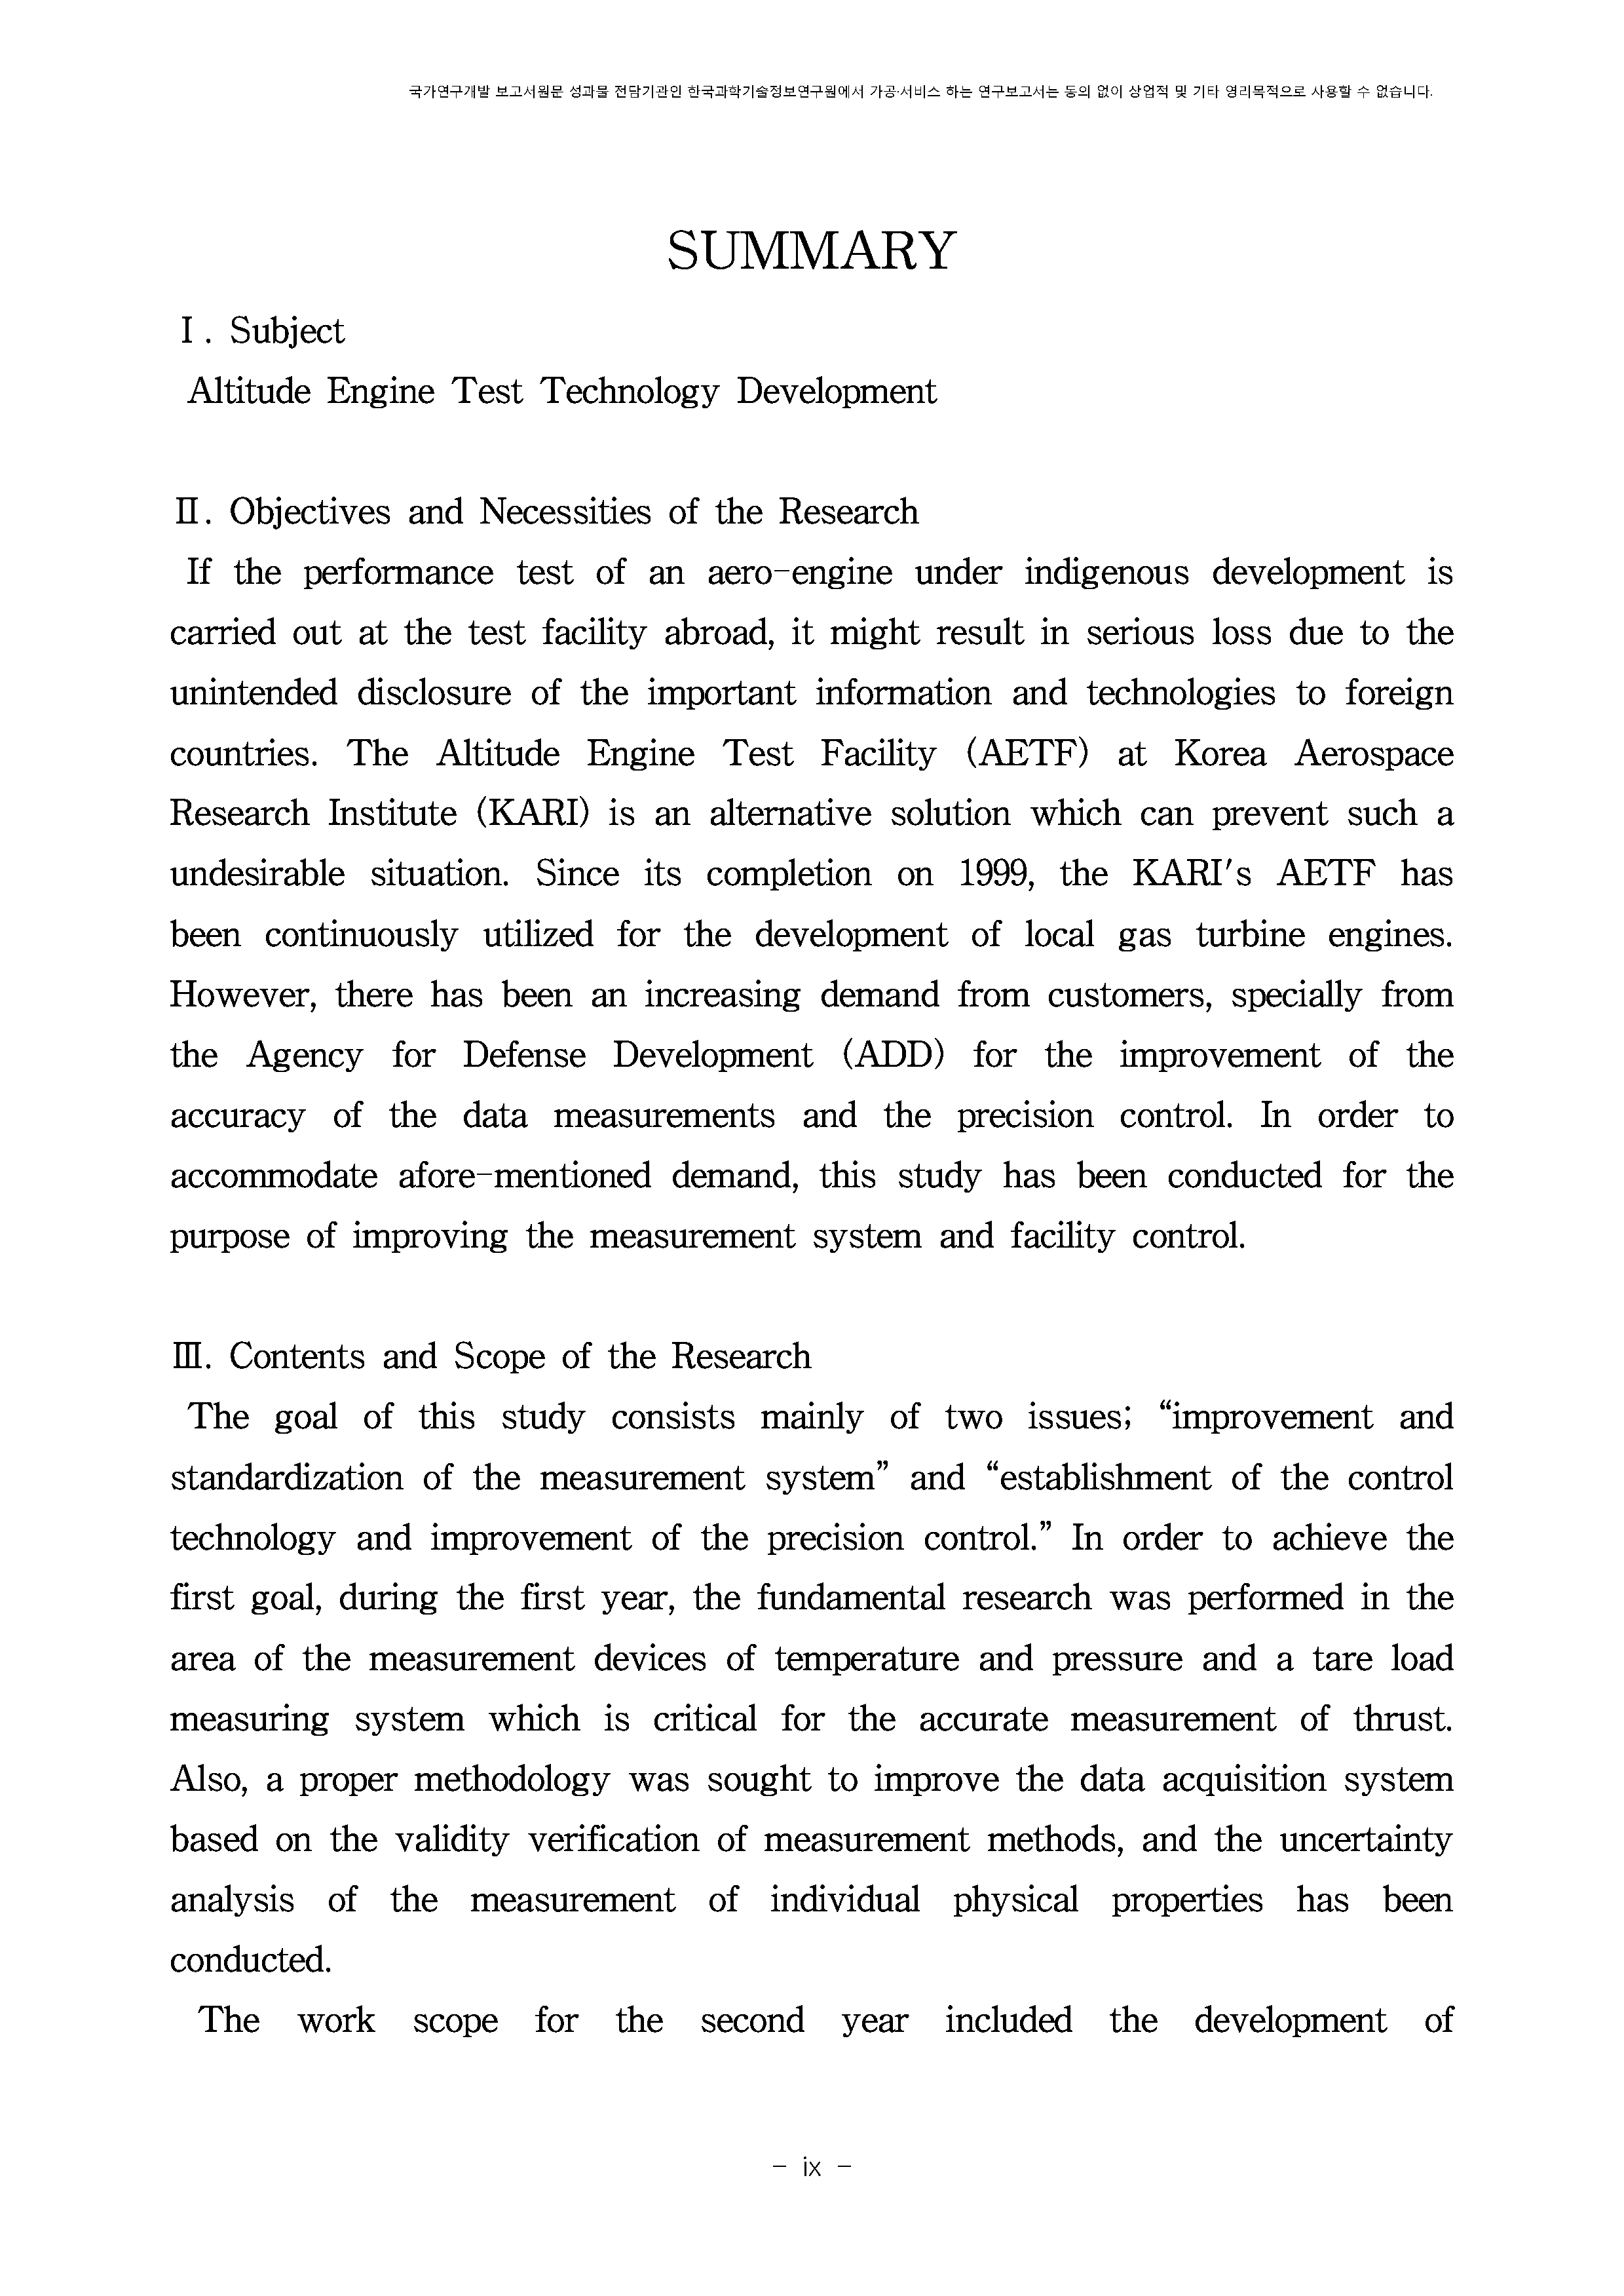 국가연구개발 보고서원문 성과물 전담기관인 한국과학기술정보연구원에서 가공·서비스 하는 연구보고서는 동의 없이 상업적 및 기타 영리목적으로 사용할 수 없습니다.
SUMMARY
Ⅰ. Subject
Altitude Engine Test Technology Development
Ⅱ. Objectives and Necessities of the Research
If the performance test of an aero-engine under indigenous development is
carried out at the test facility abroad, it might result in serious loss due to the
unintended disclosure of the important information and technologies to foreign
countries. The Altitude Engine Test Facility (AETF) at Korea Aerospace
Research Institute (KARI) is an alternative solution which can prevent such a
undesirable situation. Since its completion on 1999, the KARI's AETF has
been continuously utilized for the development of local gas turbine engines.
However, there has been an increasing demand from customers, specially from
the Agency for Defense Development (ADD) for the improvement of the
accuracy of the data measurements and the precision control. In order to
accommodate afore-mentioned demand, this study has been conducted for the
purpose of improving the measurement system and facility control.
Ⅲ. Contents and Scope of the Research
The goal of this study consists mainly of two issues; “improvement and
standardization of the measurement system” and “establishment of the control
technology and improvement of the precision control.” In order to achieve the
first goal, during the first year, the fundamental research was performed in the
area of the measurement devices of temperature and pressure and a tare load
measuring system which is critical for the accurate measurement of thrust.
Also, a proper methodology was sought to improve the data acquisition system
based on the validity verification of measurement methods, and the uncertainty
analysis of the measurement of individual physical properties has been
conducted.
The work scope for the second year included the development of
- ix -